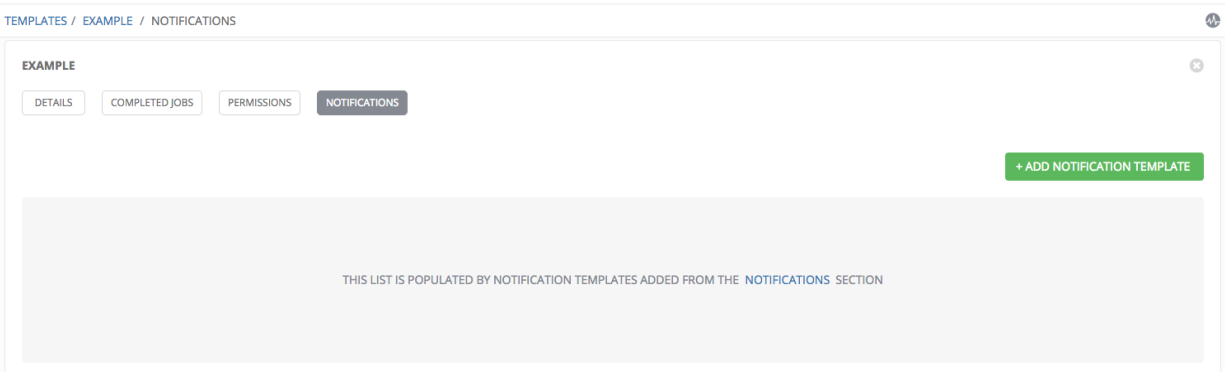 TEMPLATES / EXAMPLE / NOTIFICATIONS
EXAMPLE
DETAILS COMPLETED JOBS PERMISSIONS NOTIFICATIONS
+ ADD NOTIFICATION TEMPLATE
THIS LIST IS POPULATED BY NOTIFICATION TEMPLATES ADDED FROM THE NOTIFICATIONS SECTION